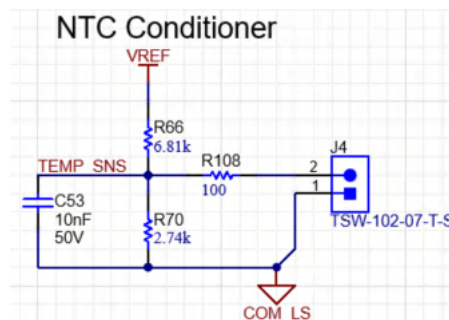 NTC Conditioner
VREF
R66
6.81k
TEMP_SNS
R108
100
J4
2
1
C53
10nF
50V
R70
2.74k
TSW-102-07-T-S
COM_LS